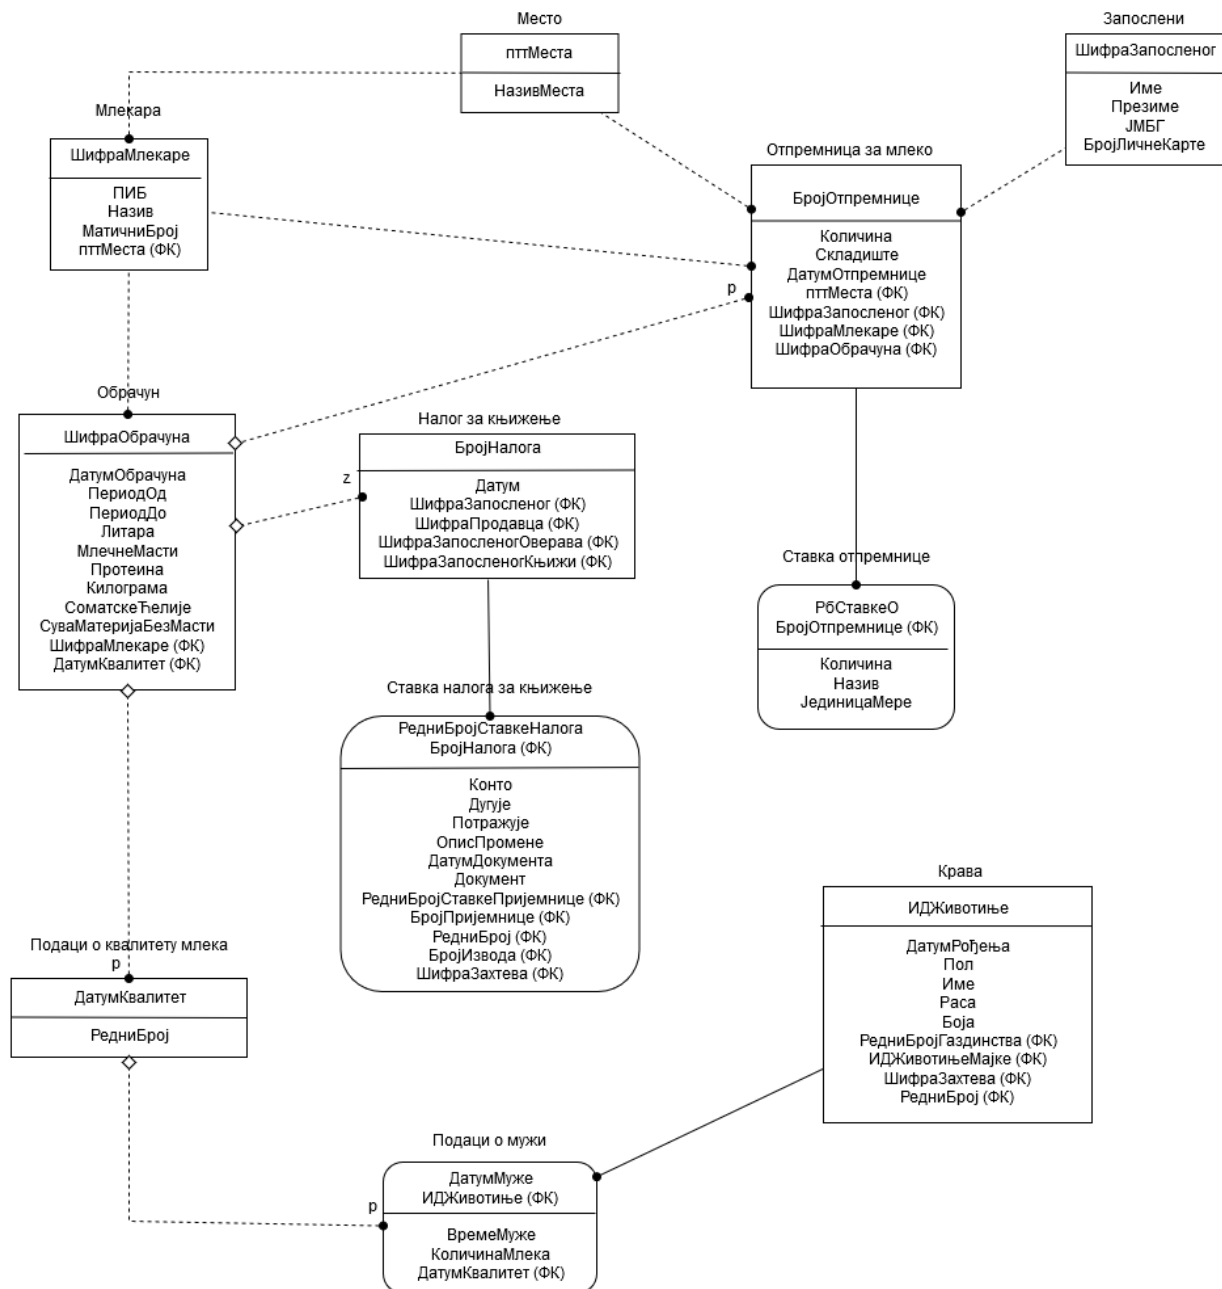 Место
пттМеста
НазивМеста
Запослени
ШифраЗапосленог
Име
Презиме
ЈМБГ
БројЛичнеКарте
Млекара
ШифраМлекаре
ПИБ
Назив
МатичниБрој
пттМеста (ФК)
Отпремница за млеко
БројОтпремнице
Количина
Складиште
ДатумОтпремнице
пттМеста (ФК)
ШифраЗапосленог (ФК)
ШифраМлекаре (ФК)
ШифраОбрачуна (ФК)
p
Обрачун
ШифраОбрачуна
ДатумОбрачуна
ПериодОд
ПериодДо
Литара
МлечнеМасти
Протеина
Килограма
СоматскеЋелије
СуваМатеријаБезМасти
ШифраМлекаре (ФК)
ДатумКвалитет (ФК)
Налог за књижење
z
БројНалога
Датум
ШифраЗапосленог (ФК)
ШифраПродавца (ФК)
ШифраЗапосленогОверава (ФК)
ШифраЗапосленогКњижи (ФК)
Ставка отпремнице
РбСтавкеО
БројОтпремнице (ФК)
Количина
Назив
ЈединицаМере
Ставка налога за књижење
РедниБројСтавкеНалога
БројНалога (ФК)
Конто
Дугује
Потражује
ОписПромене
ДатумДокумента
Документ
РедниБројСтавкеПријемнице (ФК)
БројПријемнице (ФК)
РедниБрој (ФК)
БројИзвода (ФК)
ШифраЗахтева (ФК)
Крава
ИДЖивотиње
ДатумРођења
Пол
Име
Раса
Боја
РедниБројГаздинства (ФК)
ИДЖивотињеМајке (ФК)
ШифраЗахтева (ФК)
РедниБрој (ФК)
Подаци о квалитету млека
p
ДатумКвалитет
РедниБрој
Подаци о мужи
p
ДатумМуже
ИДЖивотиње (ФК)
ВремеМуже
КоличинаМлека
ДатумКвалитет (ФК)